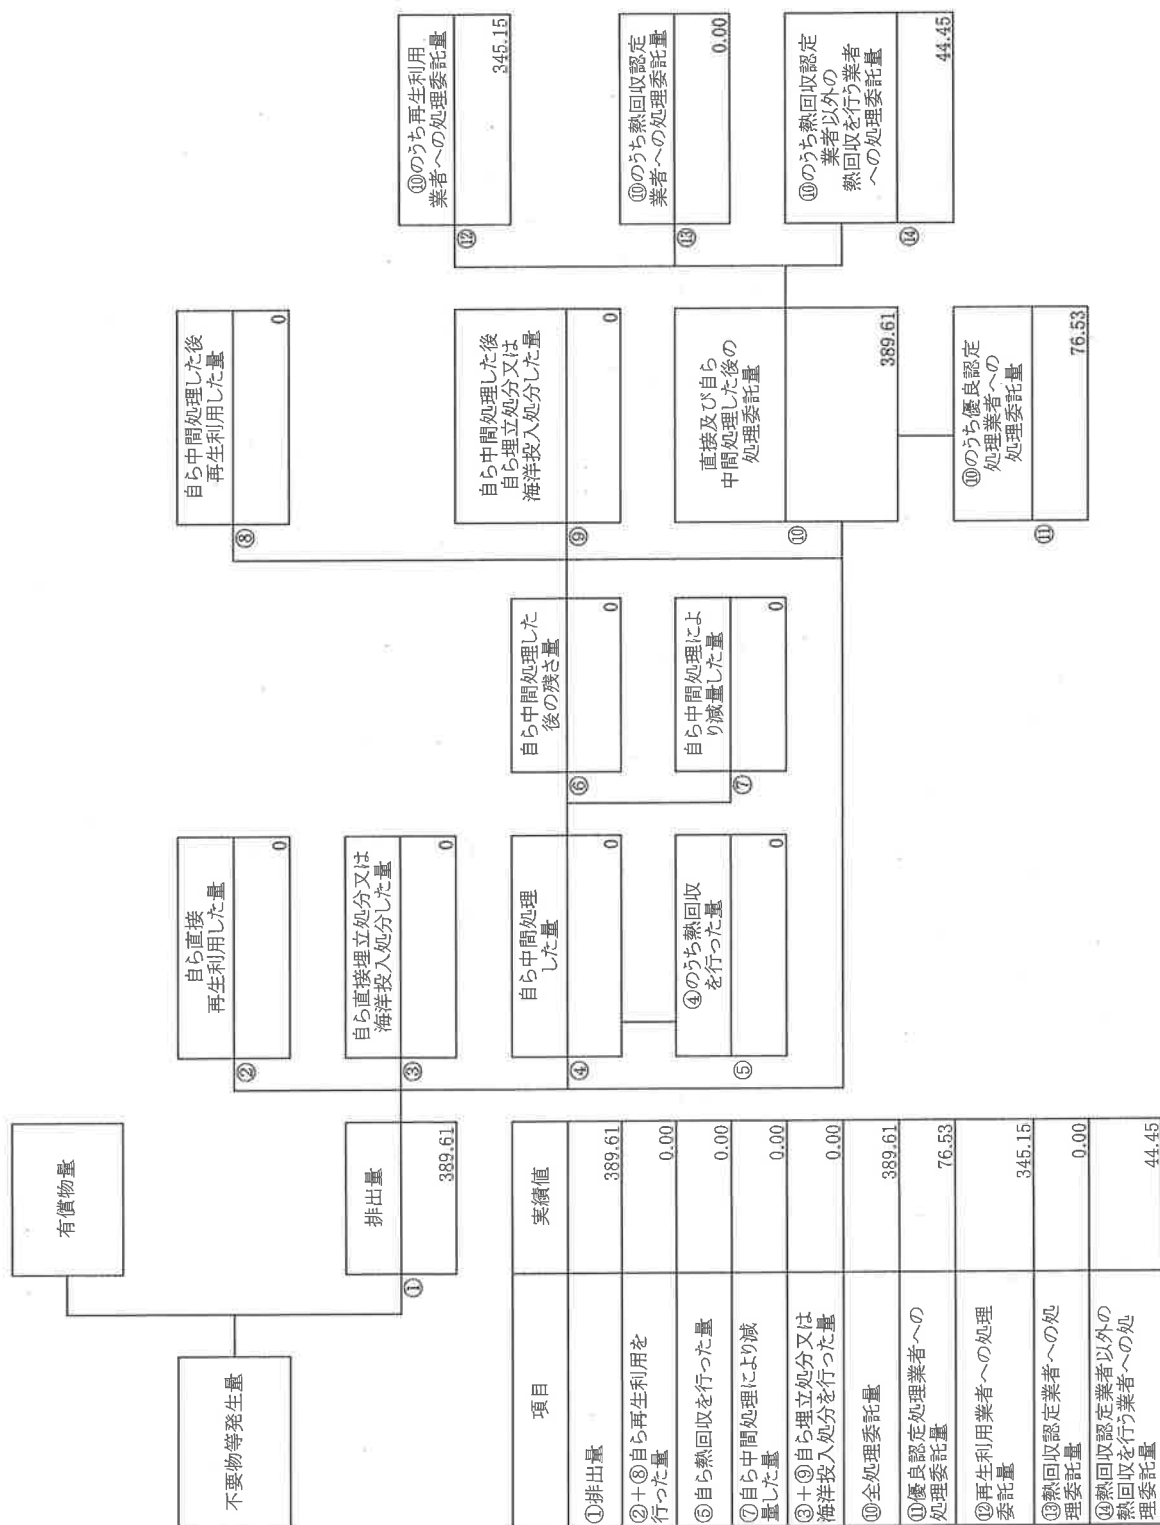 有償物量
不要物等発生量
排出量
①
389.61
自ら直接
再生利用した量
②
0
自ら直接埋立処分又は
海洋投入処分した量
③
0
自ら中間処理
した量
④
0
④のうち熱回収
を行った量
⑤
0
自ら中間処理した
後の残さ量
⑥
0
自ら中間処理によ
り減量した量
⑦
0
自ら中間処理した後
再生利用した量
⑧
0
自ら中間処理した後
自ら埋立処分又は
海洋投入処分した量
⑨
0
直接及び自ら
中間処理した後の
処理委託量
⑩
389.61
⑩のうち優良認定
処理業者への
処理委託量
⑪
76.53
⑩のうち再生利用
業者への処理委託量
⑫
345.15
⑩のうち熱回収認定
業者への処理委託量
⑬
0.00
⑩のうち熱回収認定
業者以外の
熱回収を行う業者
への処理委託量
⑭
44.45
項目 実績値
①排出量 389.61
②+⑧自ら再生利用を
行った量 0.00
⑤自ら熱回収を行った量 0.00
⑦自ら中間処理により減
量した量 0.00
③+⑨自ら埋立処分又は
海洋投入処分を行った量 0.00
⑩全処理委託量 389.61
⑪優良認定処理業者への
処理委託量 76.53
⑫再生利用業者への処理
委託量 345.15
⑬熱回収認定業者への処
理委託量 0.00
⑭熱回収認定業者以外の
熱回収を行う業者への処
理委託量 44.45